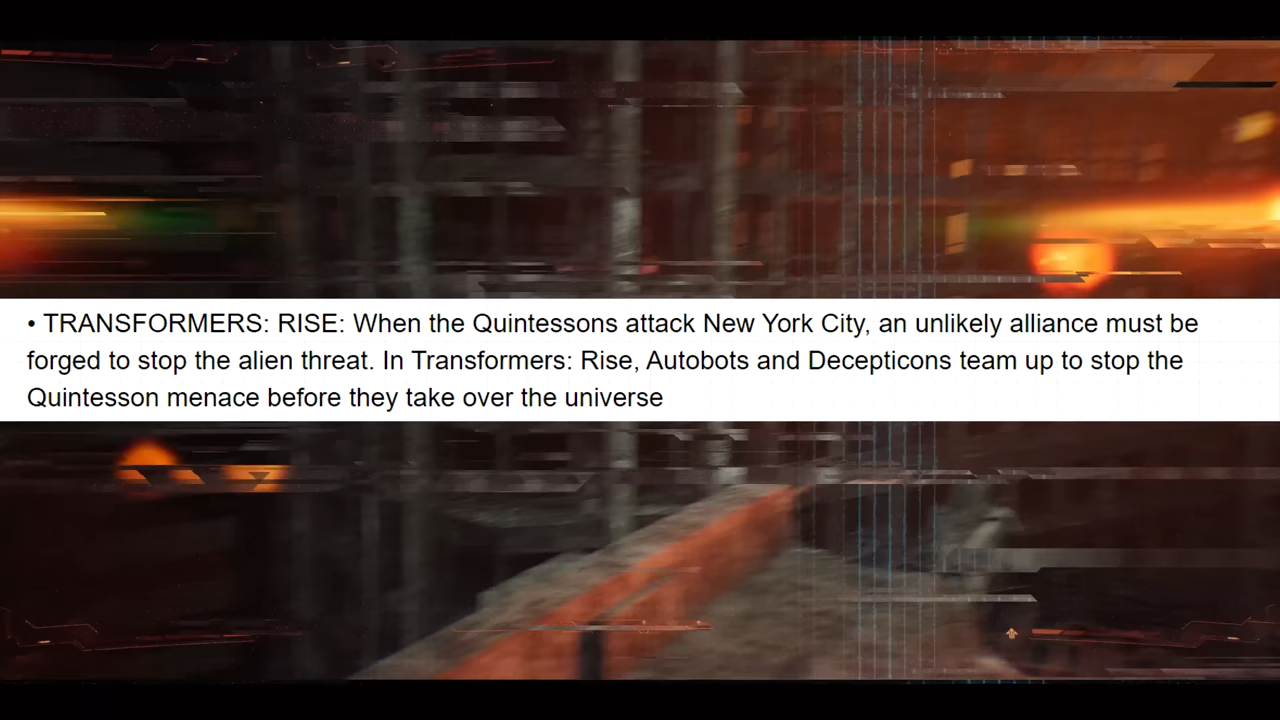 • TRANSFORMERS: RISE: When the Quintessons attack New York City, an unlikely alliance must be
forged to stop the alien threat. In Transformers: Rise, Autobots and Decepticons team up to stop the
Quintesson menace before they take over the universe